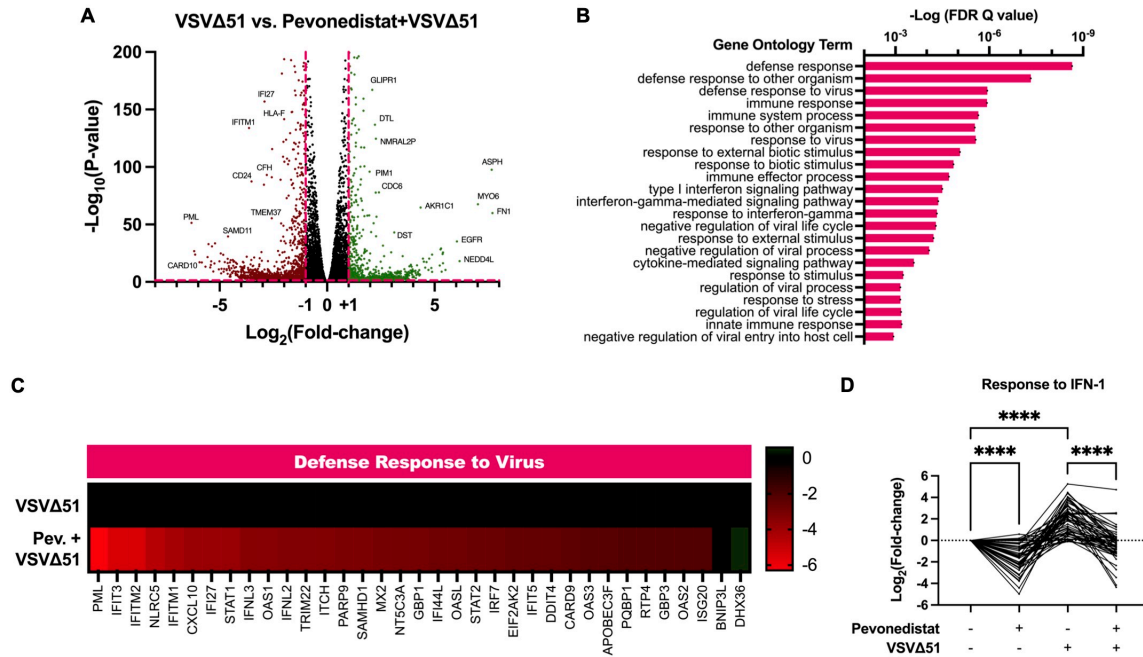 A
VSVΔ51 vs. Pevonedistat+VSVΔ51
200
150
100
50
0
-Log10(P-value)
-5
-1
0
+1
5
Log2(Fold-change)
IFI27
HLA-F
IFITM1
CFH
CD24
TMEM37
PML
SAMD11
CARD10
GLIPR1
DTL
NMRAL2P
ASPH
PIM1
CDC6
MYO6
AKR1C1
FN1
DST
EGFR
NEDD4L
B
-Log (FDR Q value)
10-3
10-6
10-9
Gene Ontology Term
defense response
defense response to other organism
defense response to virus
immune response
immune system process
response to other organism
response to virus
response to external biotic stimulus
response to biotic stimulus
immune effector process
type I interferon signaling pathway
interferon-gamma-mediated signaling pathway
response to interferon-gamma
negative regulation of viral life cycle
response to external stimulus
negative regulation of viral process
cytokine-mediated signaling pathway
response to stimulus
regulation of viral process
response to stress
regulation of viral life cycle
innate immune response
negative regulation of viral entry into host cell
C
Defense Response to Virus
VSVΔ51
Pev. +
VSVΔ51
0
-2
-4
-6
PML
IFIT3
IFITM2
NLRC5
IFITM1
CXCL10
IFI27
STAT1
IFNL3
OAS1
IFNL2
TRIM22
ITCH
PARP9
SAMHD1
MX2
NT5C3A
GBP1
IFI44L
OASL
STAT2
IRF7
EIF2AK2
IFIT5
DDIT4
CARD9
OAS3
APOBEC3F
PQBP1
RTP4
GBP3
OAS2
ISG20
BNIP3L
DHX36
D
Response to IFN-1
****
****
****
6
4
2
0
-2
-4
-6
Log2(Fold-change)
Pevonedistat - + - +
VSVΔ51 - - + +